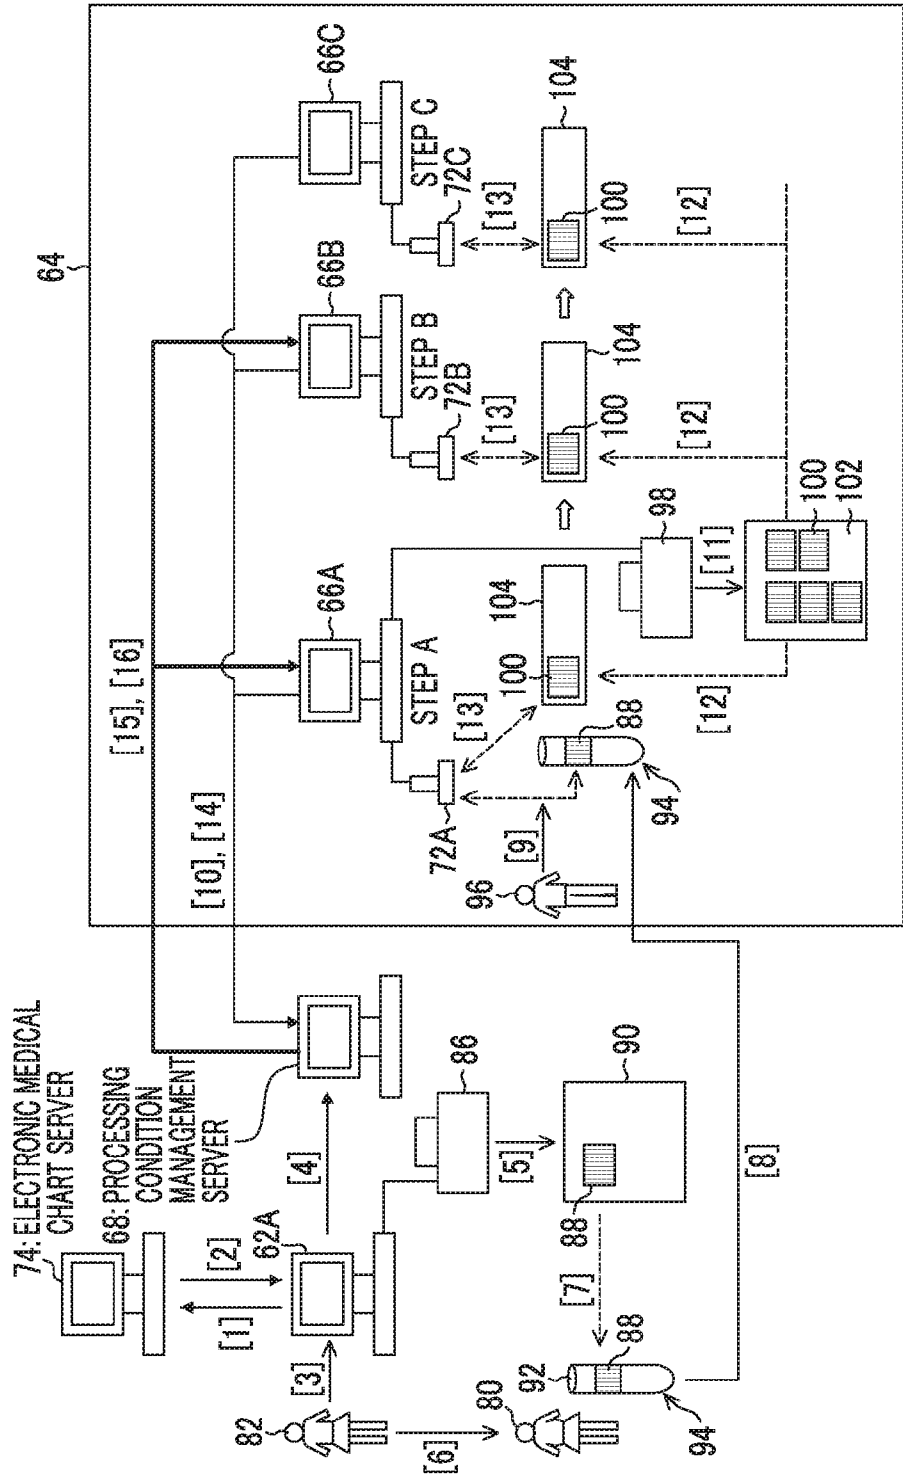 74: ELECTRONIC MEDICAL
CHART SERVER
68: PROCESSING
CONDITION
MANAGEMENT
SERVER
62A
[1]
[2]
[3]
[4]
82
[6]
80
86
[5]
90
88
[7]
92
88
94
[8]
64
[15], [16]
[10], [14]
66A
STEP A
72A
[13]
96
[9]
88
94
100
104
[12]
98
[11]
100
102
66B
STEP B
72B
[13]
100
104
[12]
66C
STEP C
72C
[13]
100
104
[12]